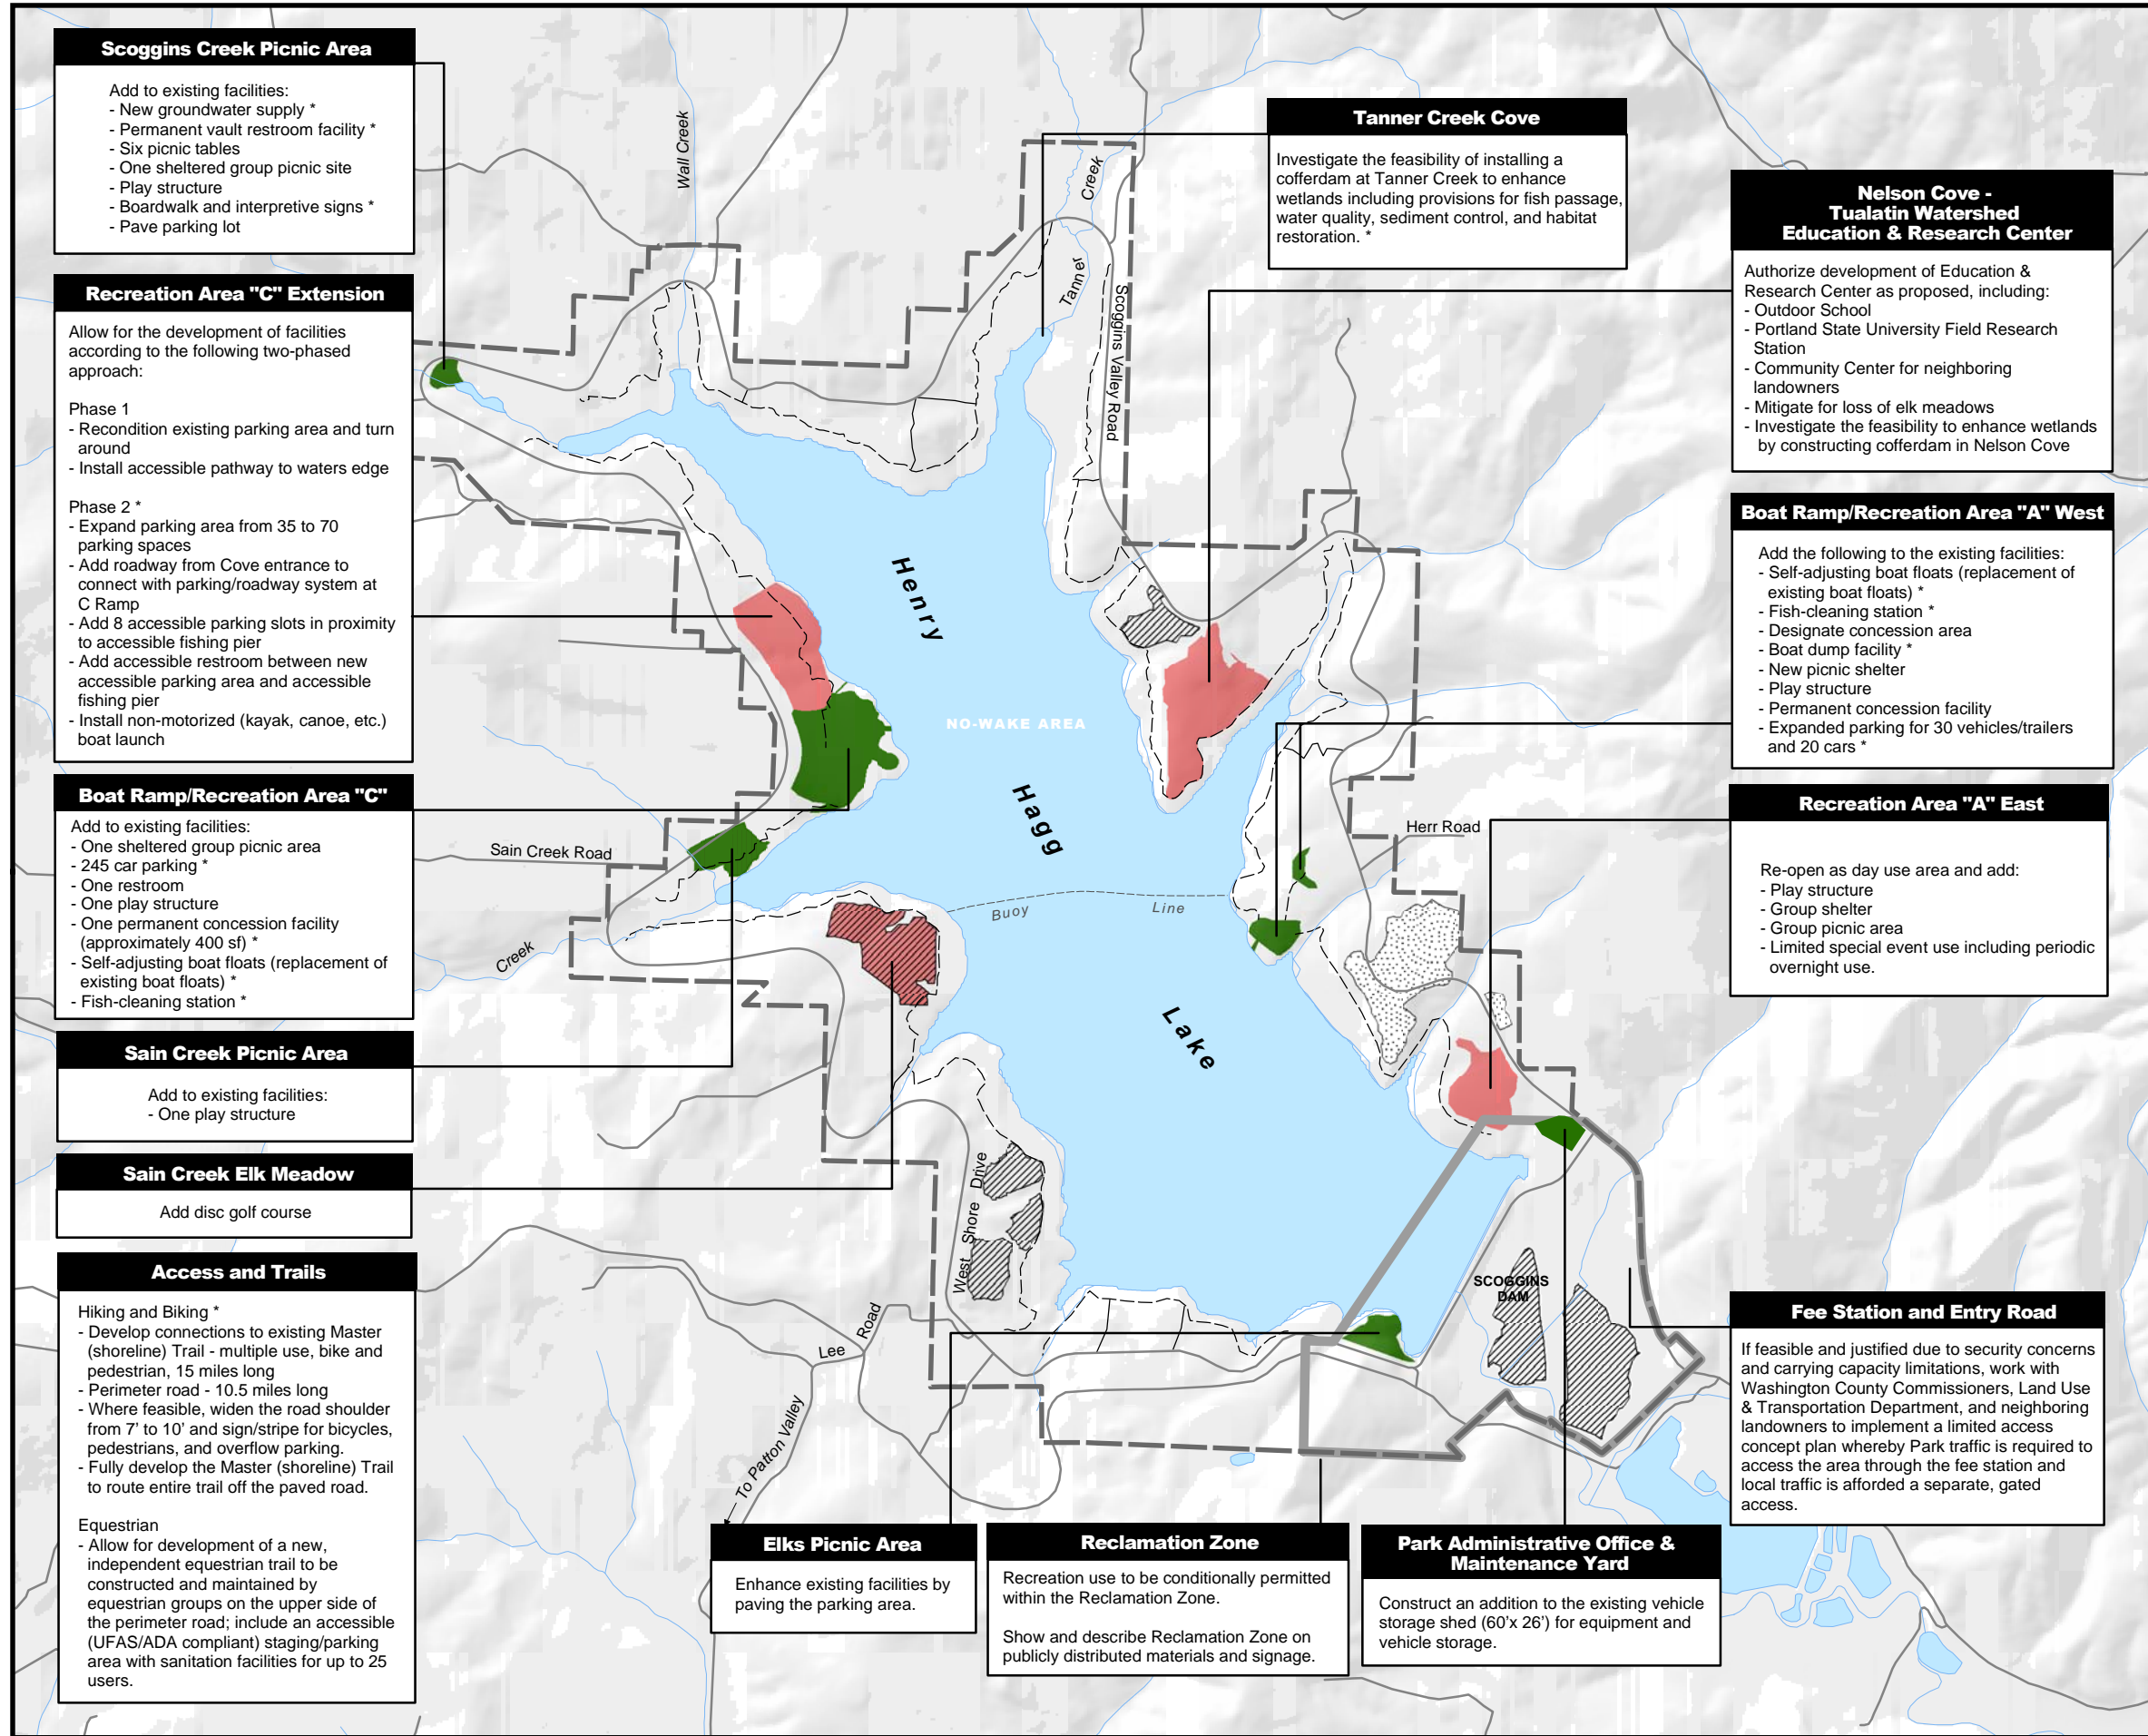 Scoggins Creek Picnic Area
Add to existing facilities:
- New groundwater supply *
- Permanent vault restroom facility *
- Six picnic tables
- One sheltered group picnic site
- Play structure
- Boardwalk and interpretive signs *
- Pave parking lot
Recreation Area "C" Extension
Allow for the development of facilities
according to the following two-phased
approach:
Phase 1
- Recondition existing parking area and turn
around
- Install accessible pathway to waters edge
Phase 2 *
- Expand parking area from 35 to 70
parking spaces
- Add roadway from Cove entrance to
connect with parking/roadway system at
C Ramp
- Add 8 accessible parking slots in proximity
to accessible fishing pier
- Add accessible restroom between new
accessible parking area and accessible
fishing pier
- Install non-motorized (kayak, canoe, etc.)
boat launch
Boat Ramp/Recreation Area "C"
Add to existing facilities:
- One sheltered group picnic area
- 245 car parking *
- One restroom
- One play structure
- One permanent concession facility
(approximately 400 sf) *
- Self-adjusting boat floats (replacement of
existing boat floats) *
- Fish-cleaning station *
Sain Creek Picnic Area
Add to existing facilities:
- One play structure
Sain Creek Elk Meadow
Add disc golf course
Access and Trails
Hiking and Biking *
- Develop connections to existing Master
(shoreline) Trail - multiple use, bike and
pedestrian, 15 miles long
- Perimeter road - 10.5 miles long
- Where feasible, widen the road shoulder
from 7' to 10' and sign/stripe for bicycles,
pedestrians, and overflow parking.
- Fully develop the Master (shoreline) Trail
to route entire trail off the paved road.
Equestrian
- Allow for development of a new,
independent equestrian trail to be
constructed and maintained by
equestrian groups on the upper side of
the perimeter road; include an accessible
(UFAS/ADA compliant) staging/parking
area with sanitation facilities for up to 25
users.
Wall Creek
Tanner
Creek
Scoggins Valley Road
Henry
Hagg
Lake
NO-WAKE AREA
Buoy
Line
Sain Creek Road
Creek
Herr Road
West Shore Drive
Lee Road
To Patton Valley
SCOGGINS
DAM
Tanner Creek Cove
Investigate the feasibility of installing a
cofferdam at Tanner Creek to enhance
wetlands including provisions for fish passage,
water quality, sediment control, and habitat
restoration. *
Nelson Cove -
Tualatin Watershed
Education & Research Center
Authorize development of Education &
Research Center as proposed, including:
- Outdoor School
- Portland State University Field Research
Station
- Community Center for neighboring
landowners
- Mitigate for loss of elk meadows
- Investigate the feasibility to enhance wetlands
by constructing cofferdam in Nelson Cove
Boat Ramp/Recreation Area "A" West
Add the following to the existing facilities:
- Self-adjusting boat floats (replacement of
existing boat floats) *
- Fish-cleaning station *
- Designate concession area
- Boat dump facility *
- New picnic shelter
- Play structure
- Permanent concession facility
- Expanded parking for 30 vehicles/trailers
and 20 cars *
Recreation Area "A" East
Re-open as day use area and add:
- Play structure
- Group shelter
- Group picnic area
- Limited special event use including periodic
overnight use.
Fee Station and Entry Road
If feasible and justified due to security concerns
and carrying capacity limitations, work with
Washington County Commissioners, Land Use
& Transportation Department, and neighboring
landowners to implement a limited access
concept plan whereby Park traffic is required to
access the area through the fee station and
local traffic is afforded a separate, gated
access.
Elks Picnic Area
Enhance existing facilities by
paving the parking area.
Reclamation Zone
Recreation use to be conditionally permitted
within the Reclamation Zone.
Show and describe Reclamation Zone on
publicly distributed materials and signage.
Park Administrative Office &
Maintenance Yard
Construct an addition to the existing vehicle
storage shed (60'x 26') for equipment and
vehicle storage.